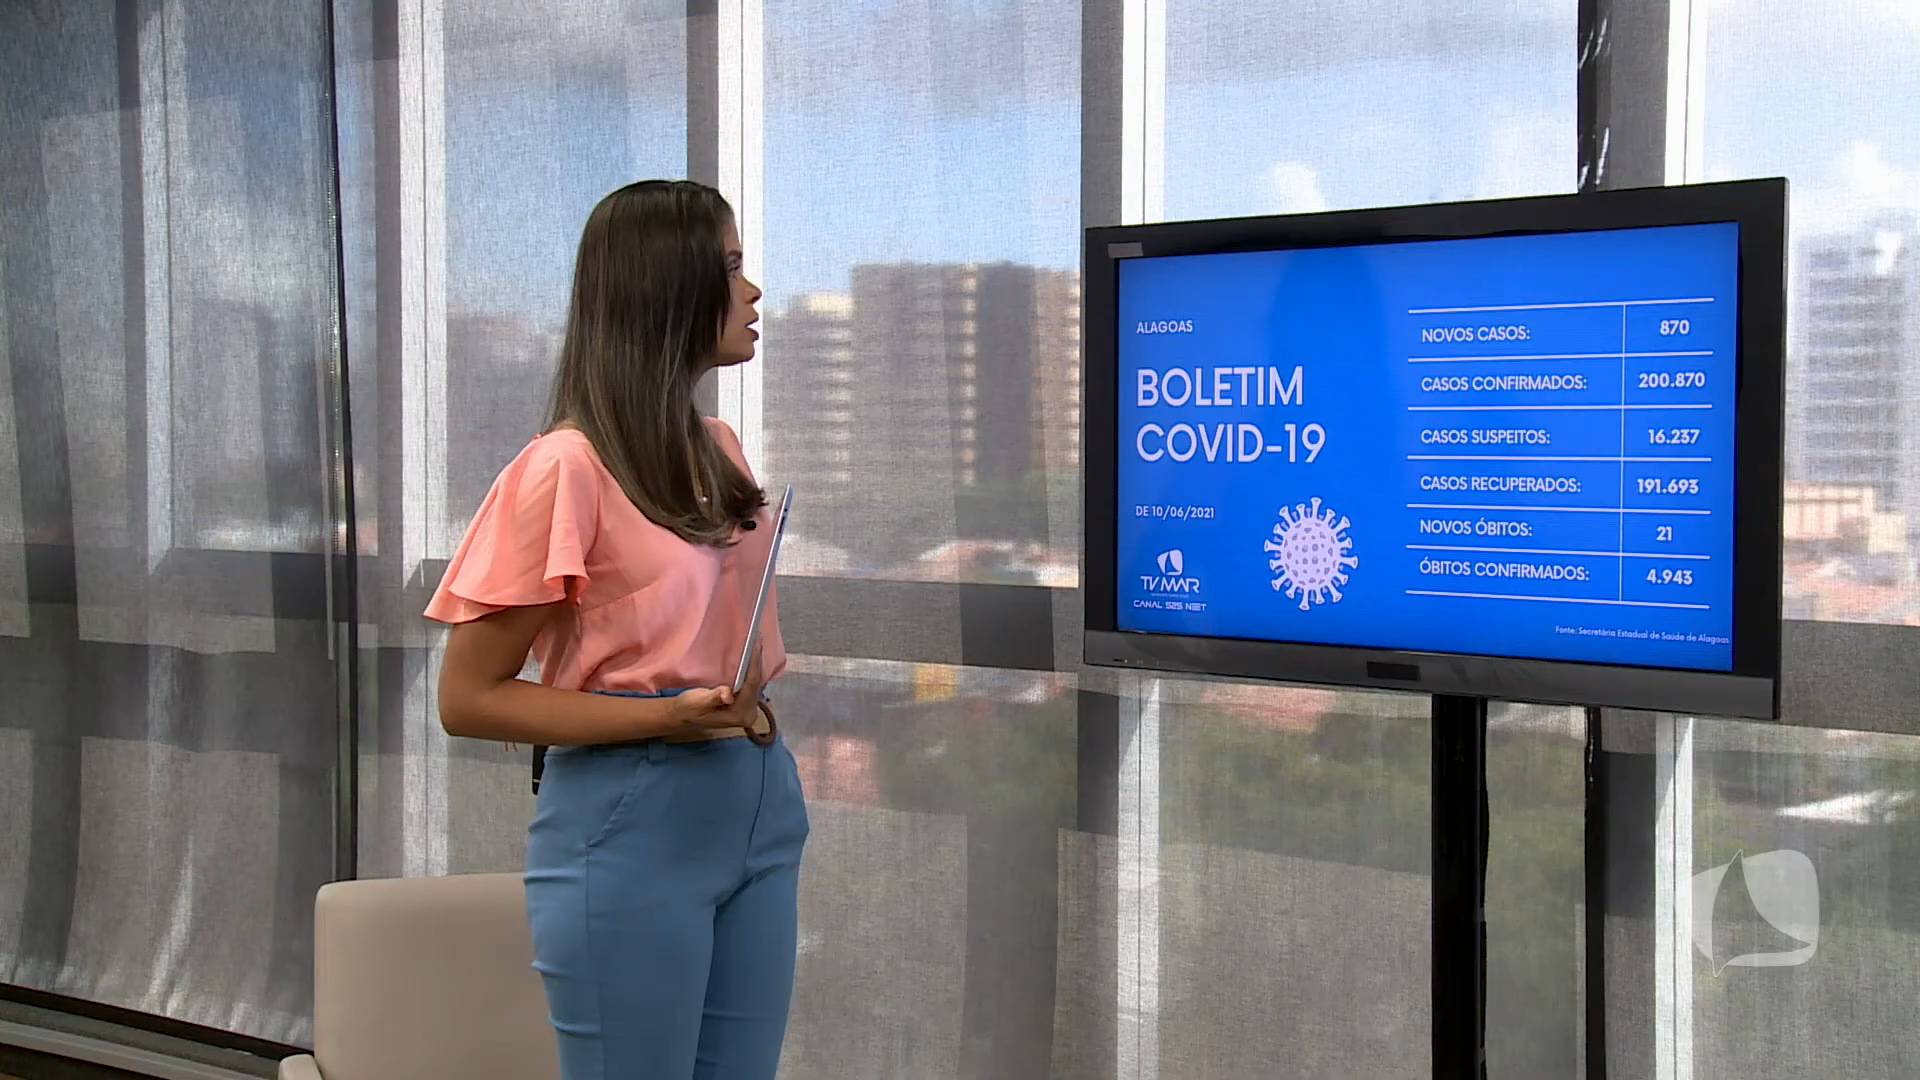 ALAGOAS
BOLETIM
COVID-19
DE 10/06/2021
TV MAR
CANAL 525 NET
NOVOS CASOS: 870
CASOS CONFIRMADOS: 200.870
CASOS SUSPEITOS: 16.237
CASOS RECUPERADOS: 191.693
NOVOS ÓBITOS: 21
ÓBITOS CONFIRMADOS: 4.943
Fonte: Secretária Estadual de Saúde de Alagoas